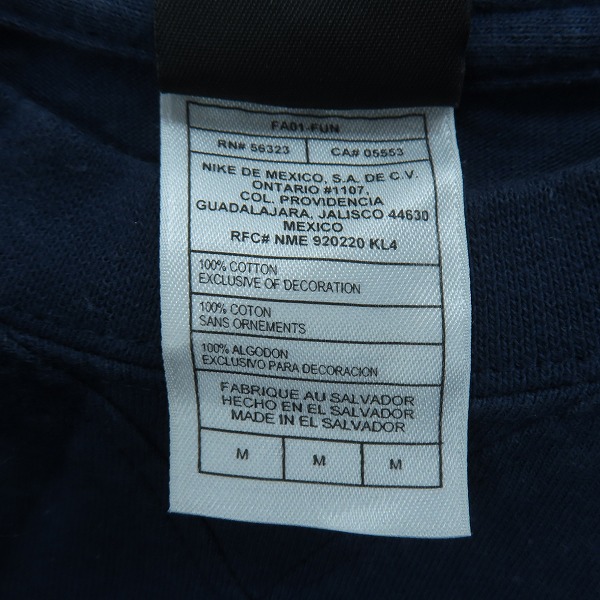 FA01-FUN
RN# 56323 CA# 05553
NIKE DE MEXICO, S.A. DE C.V.
ONTARIO #1107,
COL. PROVIDENCIA
GUADALAJARA, JALISCO 44630
MEXICO
RFC# NME 920220 KL4
100% COTTON
EXCLUSIVE OF DECORATION
100% COTON
SANS ORNEMENTS
100% ALGODON
EXCLUSIVO PARA DECORACION
FABRIQUE AU SALVADOR
HECHO EN EL SALVADOR
MADE IN EL SALVADOR
M M M